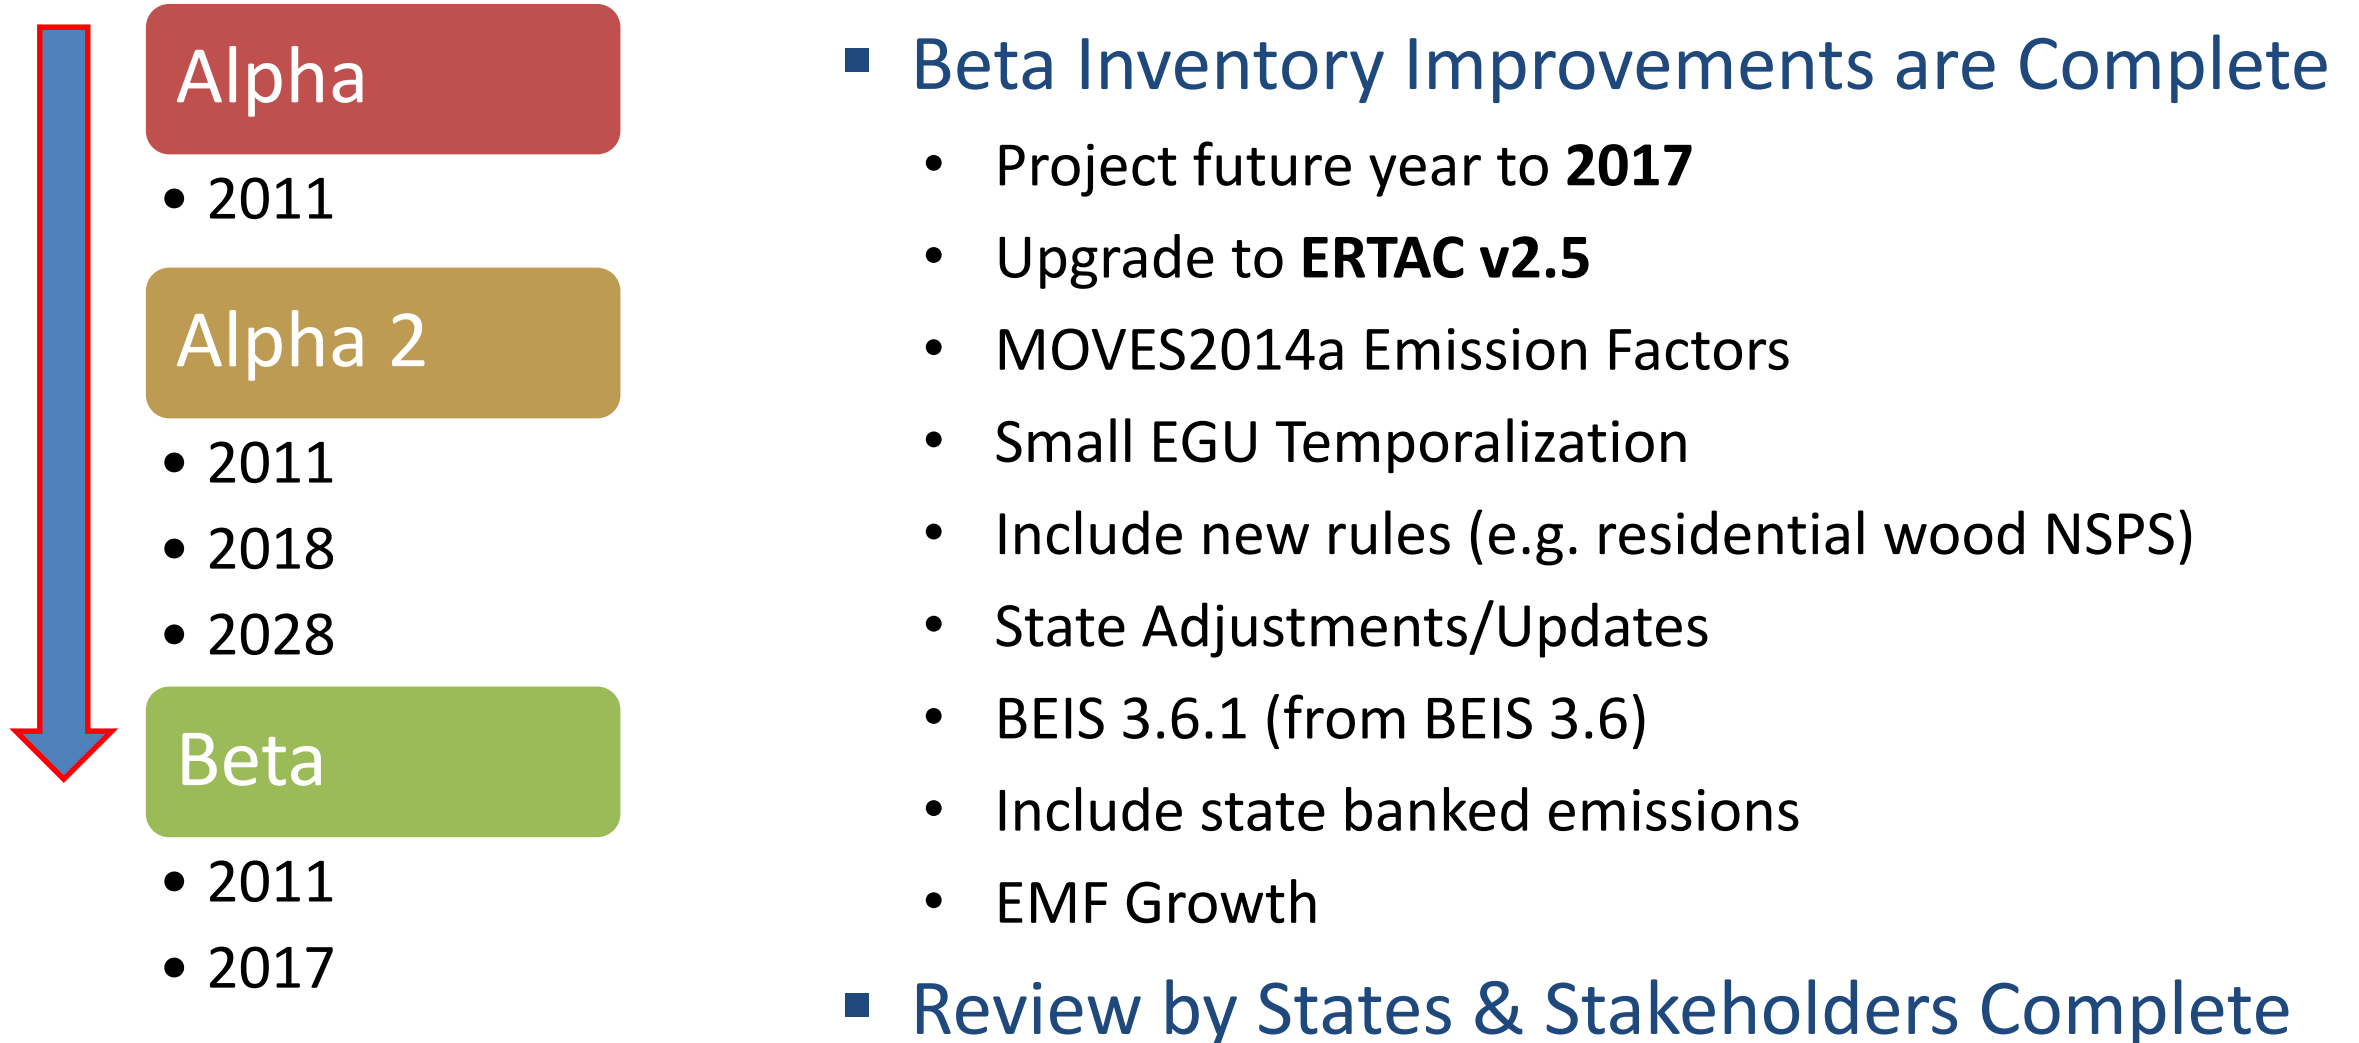 Alpha
• 2011
Alpha 2
• 2011
• 2018
• 2028
Beta
• 2011
• 2017
▪ Beta Inventory Improvements are Complete
• Project future year to 2017
• Upgrade to ERTAC v2.5
• MOVES2014a Emission Factors
• Small EGU Temporalization
• Include new rules (e.g. residential wood NSPS)
• State Adjustments/Updates
• BEIS 3.6.1 (from BEIS 3.6)
• Include state banked emissions
• EMF Growth
▪ Review by States & Stakeholders Complete